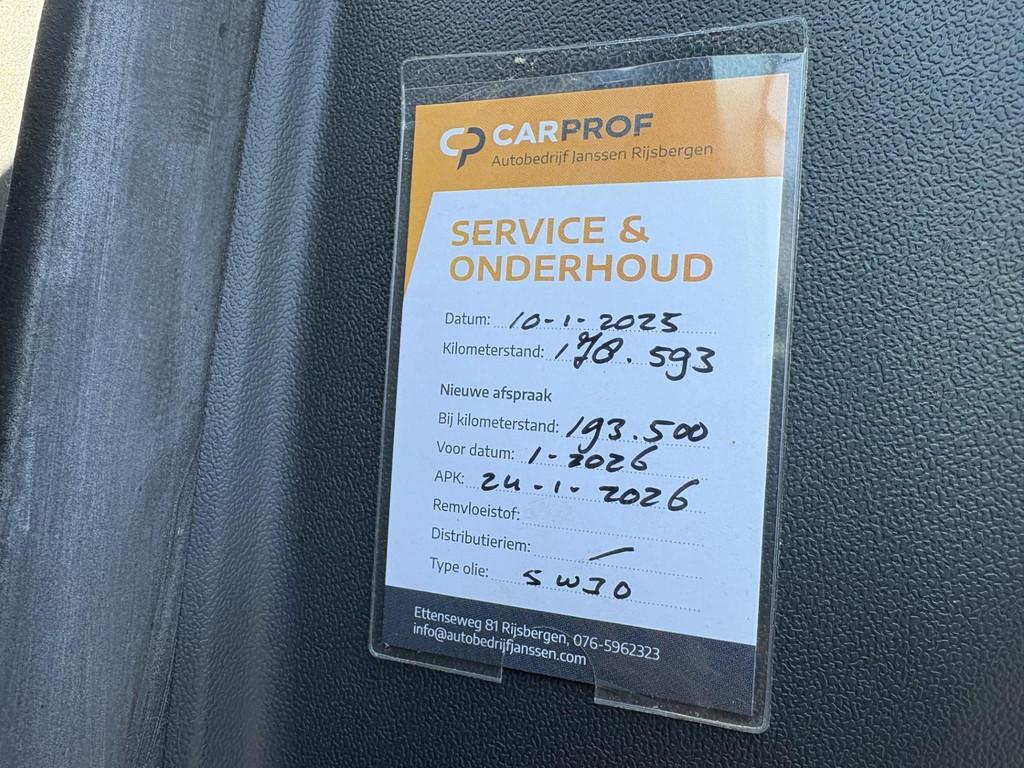 CP CARPROF
Autobedrijf Janssen Rijsbergen
SERVICE &
ONDERHOUD
Datum: 10-1-2025
Kilometerstand: 178.593
Nieuwe afspraak
Bij kilometerstand: 193.500
Voor datum: 1-2026
APK: 24-1-2026
Remvloeistof:
Distributieriem: /
Type olie: 5W30
Ettenseweg 81 Rijsbergen, 076-5962323
info@autobedrijfjanssen.com